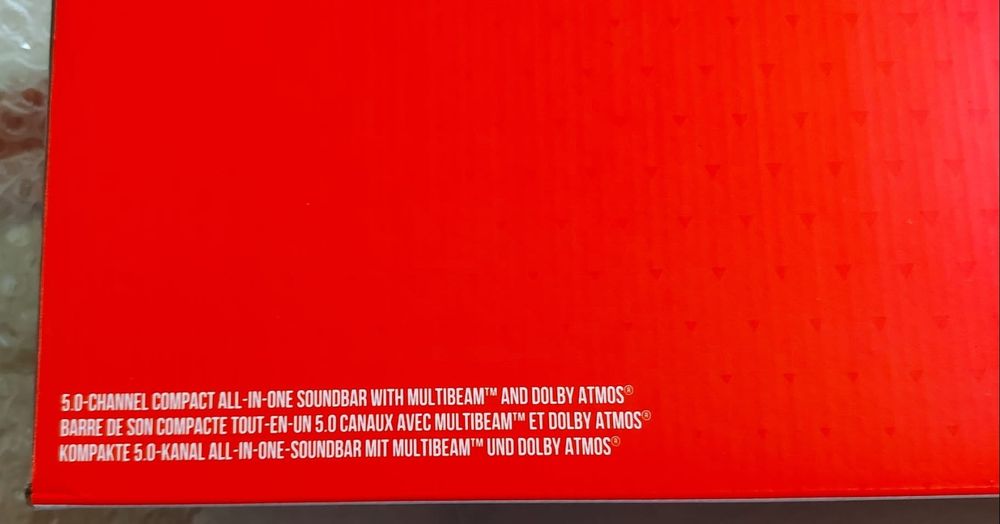 5.0-CHANNEL COMPACT ALL-IN-ONE SOUNDBAR WITH MULTIBEAM™ AND DOLBY ATMOS®
BARRE DE SON COMPACTE TOUT-EN-UN 5.0 CANAUX AVEC MULTIBEAM™ ET DOLBY ATMOS®
KOMPAKTE 5.0-KANAL ALL-IN-ONE-SOUNDBAR MIT MULTIBEAM™ UND DOLBY ATMOS®